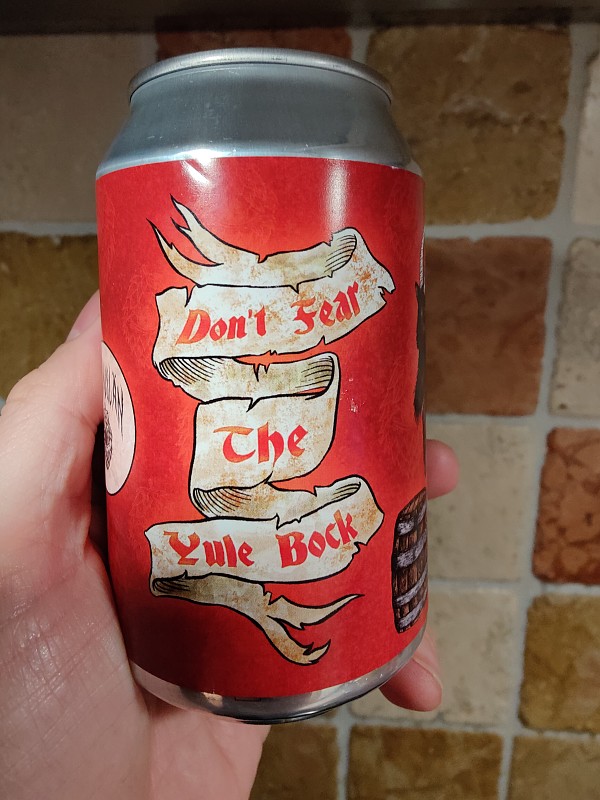 Don't Fear
The
Yule Bock